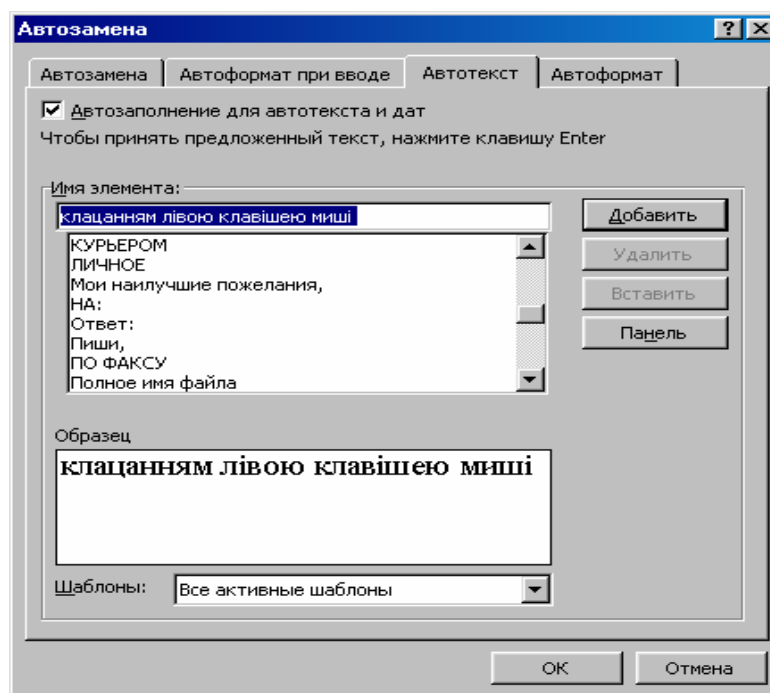 Автозамена
Автозамена Автоформат при вводе Автотекст Автоформат
Автозаполнение для автотекста и дат
Чтобы принять предложенный текст, нажмите клавишу Enter
Имя элемента:
клацанням лівою клавішею миші
Добавить
КУРЬЕРОМ
ЛИЧНОЕ
Мои наилучшие пожелания,
НА:
Ответ:
Пиши,
ПО ФАКСУ
Полное имя файла
Удалить
Вставить
Панель
Образец
клацанням лівою клавішею миші
Шаблоны: Все активные шаблоны
ОК Отмена